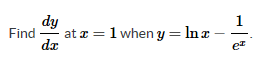 Find dy/dx at x = 1 when y = ln x − 1/e^x.